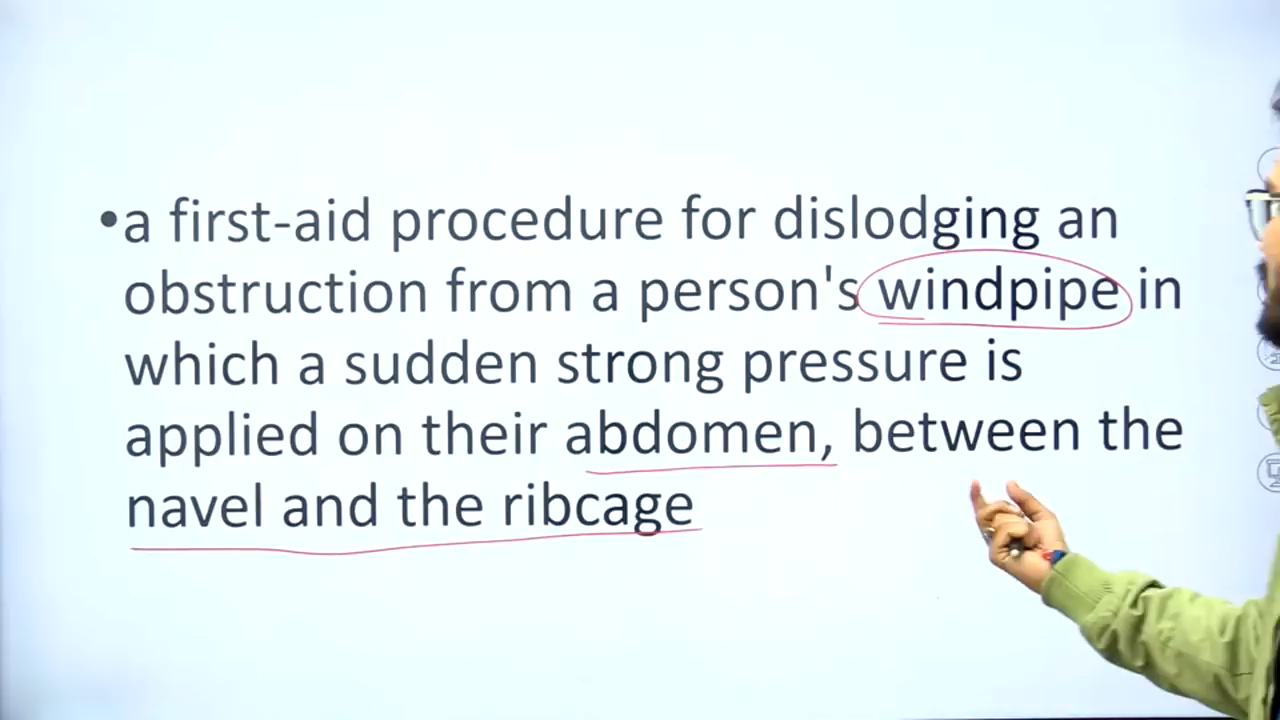 •a first-aid procedure for dislodging an
obstruction from a person's windpipe in
which a sudden strong pressure is
applied on their abdomen, between the
navel and the ribcage